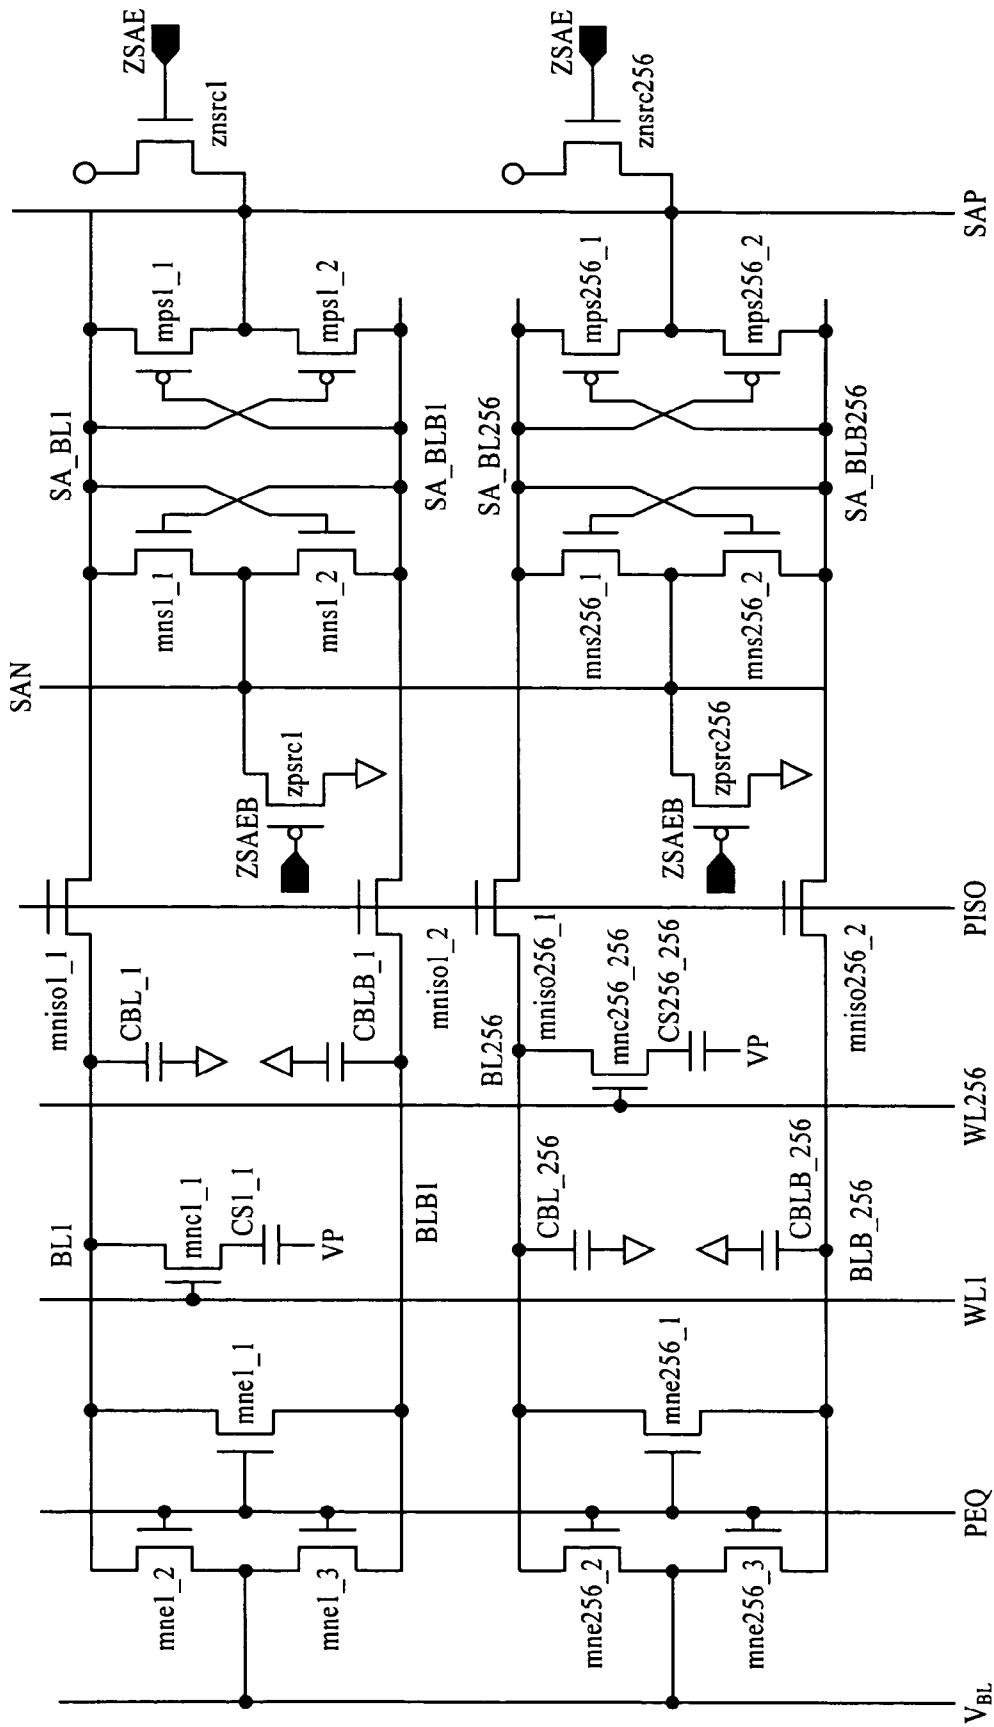 ZSAE
znsrc1
ZSAE
znsrc256
SAP
mps1_1
mps1_2
mps256_1
mps256_2
SA_BL1
SA_BLB1
SA_BL256
SA_BLB256
mns1_1
mns1_2
mns256_1
mns256_2
SAN
zpsrc1
ZSAEB
zpsrc256
ZSAEB
PISO
mniso1_1
mniso1_2
mniso256_1
mniso256_2
CBL_1
CBLB_1
BL256
mnc256_256
CS256_256
VP
WL256
BL1
mnc1_1
CS1_1
VP
BLB1
CBL_256
CBLB_256
BLB_256
WL1
mne1_1
mne256_1
PEQ
mne1_2
mne1_3
mne256_2
mne256_3
VBL